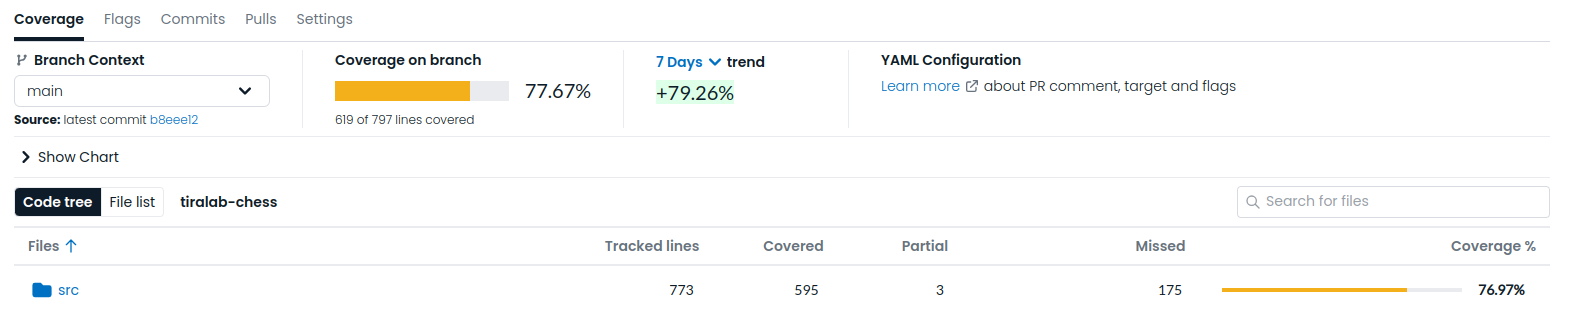 Coverage Flags Commits Pulls Settings
Branch Context
main
Source: latest commit b8eee12
Coverage on branch
77.67%
619 of 797 lines covered
7 Days trend
+79.26%
YAML Configuration
Learn more about PR comment, target and flags
Show Chart
Code tree File list tiralab-chess Search for files
Files Tracked lines Covered Partial Missed Coverage %
src 773 595 3 175 76.97%